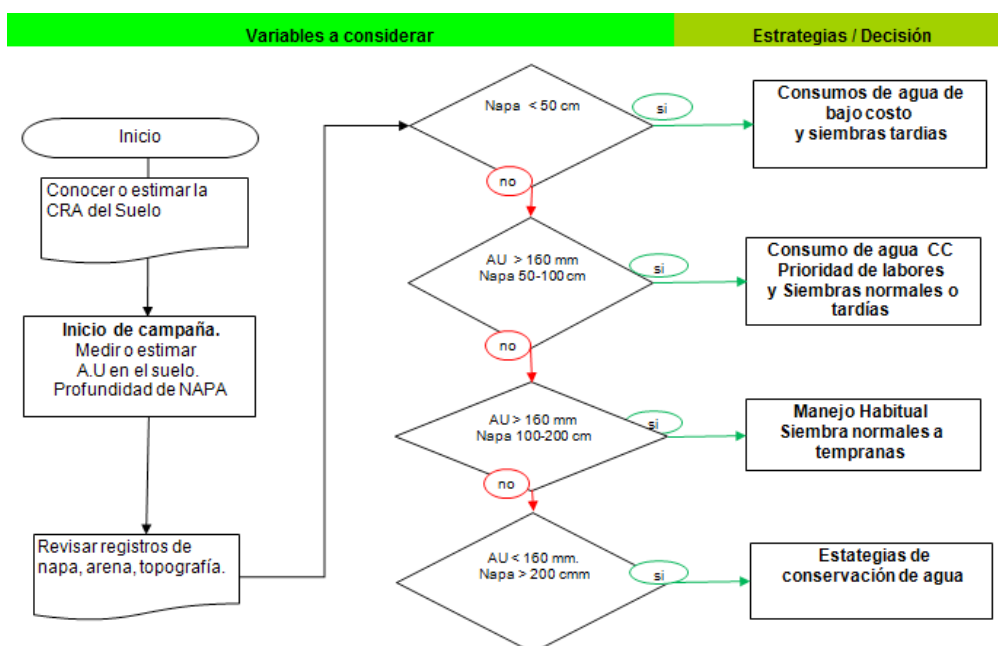 Variables a considerar
Estrategias / Decisión
Inicio
Conocer o estimar la
CRA del Suelo
Inicio de campaña.
Medir o estimar
A.U en el suelo.
Profundidad de NAPA
Revisar registros de
napa, arena, topografía.
Napa < 50 cm
si
Consumos de agua de
bajo costo
y siembras tardias
no
AU > 160 mm
Napa 50-100 cm
si
Consumo de agua CC
Prioridad de labores
y Siembras normales o
tardías
no
AU > 160 mm
Napa 100-200 cm
si
Manejo Habitual
Siembra normales a
tempranas
no
AU < 160 mm.
Napa > 200 cmm
si
Estategias de
conservación de agua